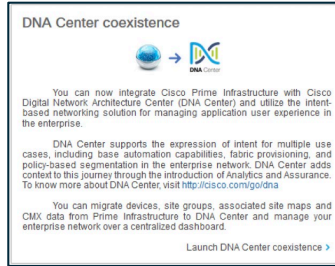 DNA Center coexistence
DNA Center
You can now integrate Cisco Prime Infrastructure with Cisco
Digital Network Architecture Center (DNA Center) and utilize the intent-
based networking solution for managing application user experience in
the enterprise.
DNA Center supports the expression of intent for multiple use
cases, including base automation capabilities, fabric provisioning, and
policy-based segmentation in the enterprise network. DNA Center adds
context to this journey through the introduction of Analytics and Assurance.
To know more about DNA Center, visit http://cisco.com/go/dna
You can migrate devices, site groups, associated site maps and
CMX data from Prime Infrastructure to DNA Center and manage your
enterprise network over a centralized dashboard.
Launch DNA Center coexistence >